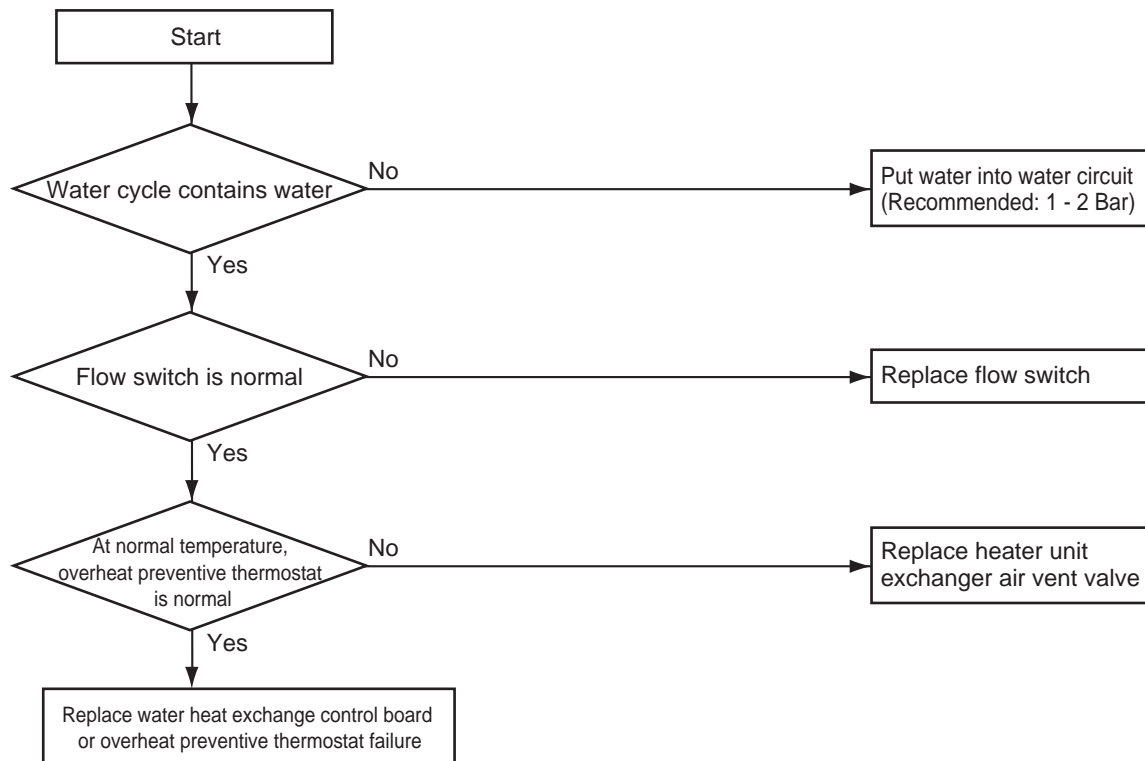 Start
Water cycle contains water
No
Put water into water circuit
(Recommended: 1 - 2 Bar)
Yes
Flow switch is normal
No
Replace flow switch
Yes
At normal temperature,
overheat preventive thermostat
is normal
No
Replace heater unit
exchanger air vent valve
Yes
Replace water heat exchange control board
or overheat preventive thermostat failure